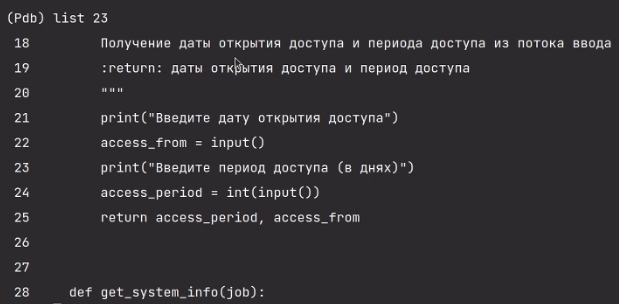 (Pdb) list 23
18 Получение даты открытия доступа и периода доступа из потока ввода
19 :return: даты открытия доступа и период доступа
20 """
21 print("Введите дату открытия доступа")
22 access_from = input()
23 print("Введите период доступа (в днях)")
24 access_period = int(input())
25 return access_period, access_from
26
27
28 def get_system_info(job):